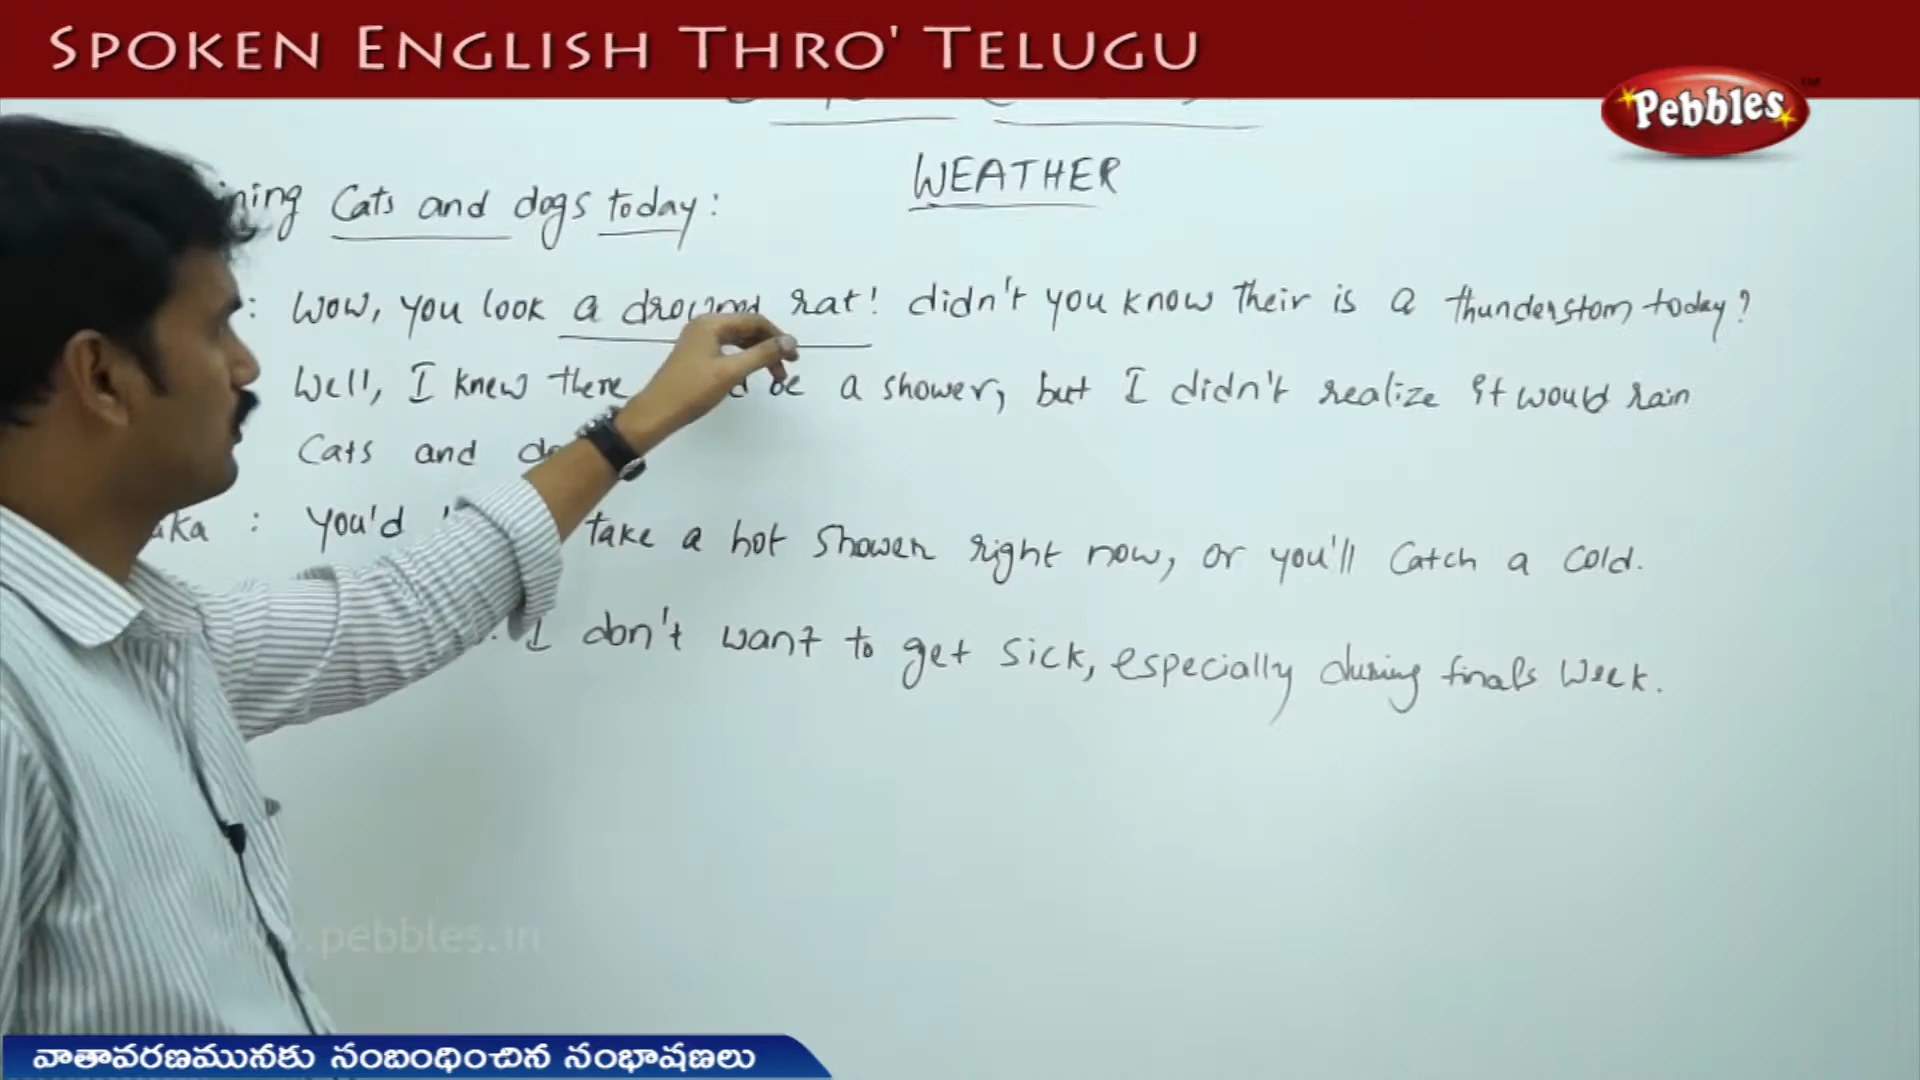 SPOKEN ENGLISH THRO' TELUGU
Pebbles
WEATHER
Cats and dogs today:
: Wow, you look a drowned rat! didn't you know their is a thunderstom today?
Well, I knew there be a shower, but I didn't realize it would rain
Cats and
: you'd take a hot shower right now, or you'll catch a cold.
I don't want to get sick, especially during finals week.
www.pebbles.in
వాతావరణమునకు సంబంధించిన సంభాషణలు